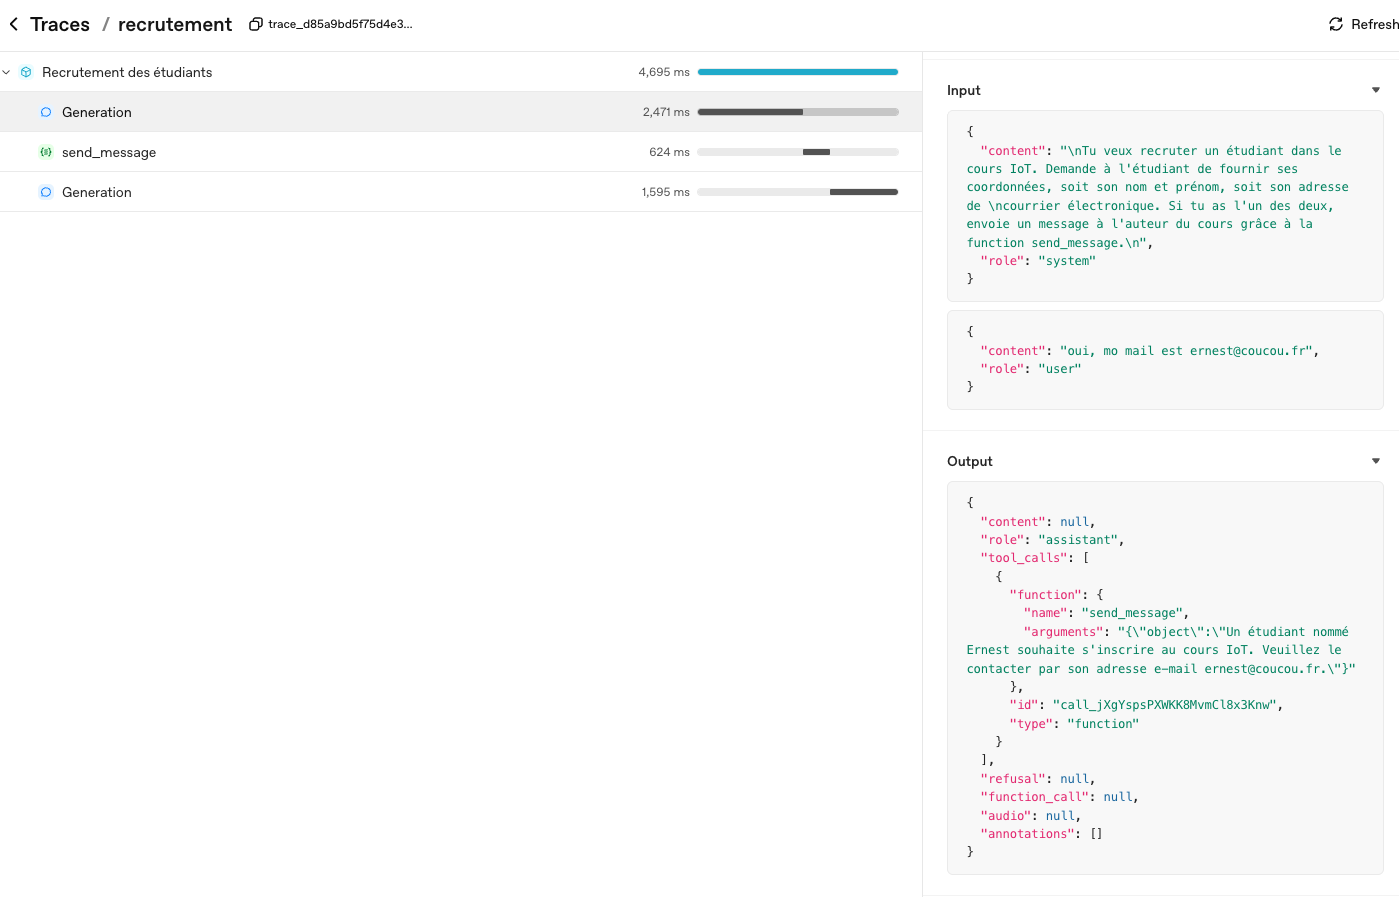 Traces / recrutement trace_d85a9bd5f75d4e3... Refresh
Recrutement des étudiants 4,695 ms
Generation 2,471 ms
send_message 624 ms
Generation 1,595 ms
Input
{
"content": "\nTu veux recruter un étudiant dans le
cours IoT. Demande à l'étudiant de fournir ses
coordonnées, soit son nom et prénom, soit son adresse
de \ncourrier électronique. Si tu as l'un des deux,
envoie un message à l'auteur du cours grâce à la
function send_message.\n",
"role": "system"
}
{
"content": "oui, mo mail est ernest@coucou.fr",
"role": "user"
}
Output
{
"content": null,
"role": "assistant",
"tool_calls": [
{
"function": {
"name": "send_message",
"arguments": "{\"object\":\"Un étudiant nommé
Ernest souhaite s'inscrire au cours IoT. Veuillez le
contacter par son adresse e-mail ernest@coucou.fr.\"}"
},
"id": "call_jXgYspsPXWKK8MvmCl8x3Knw",
"type": "function"
}
],
"refusal": null,
"function_call": null,
"audio": null,
"annotations": []
}